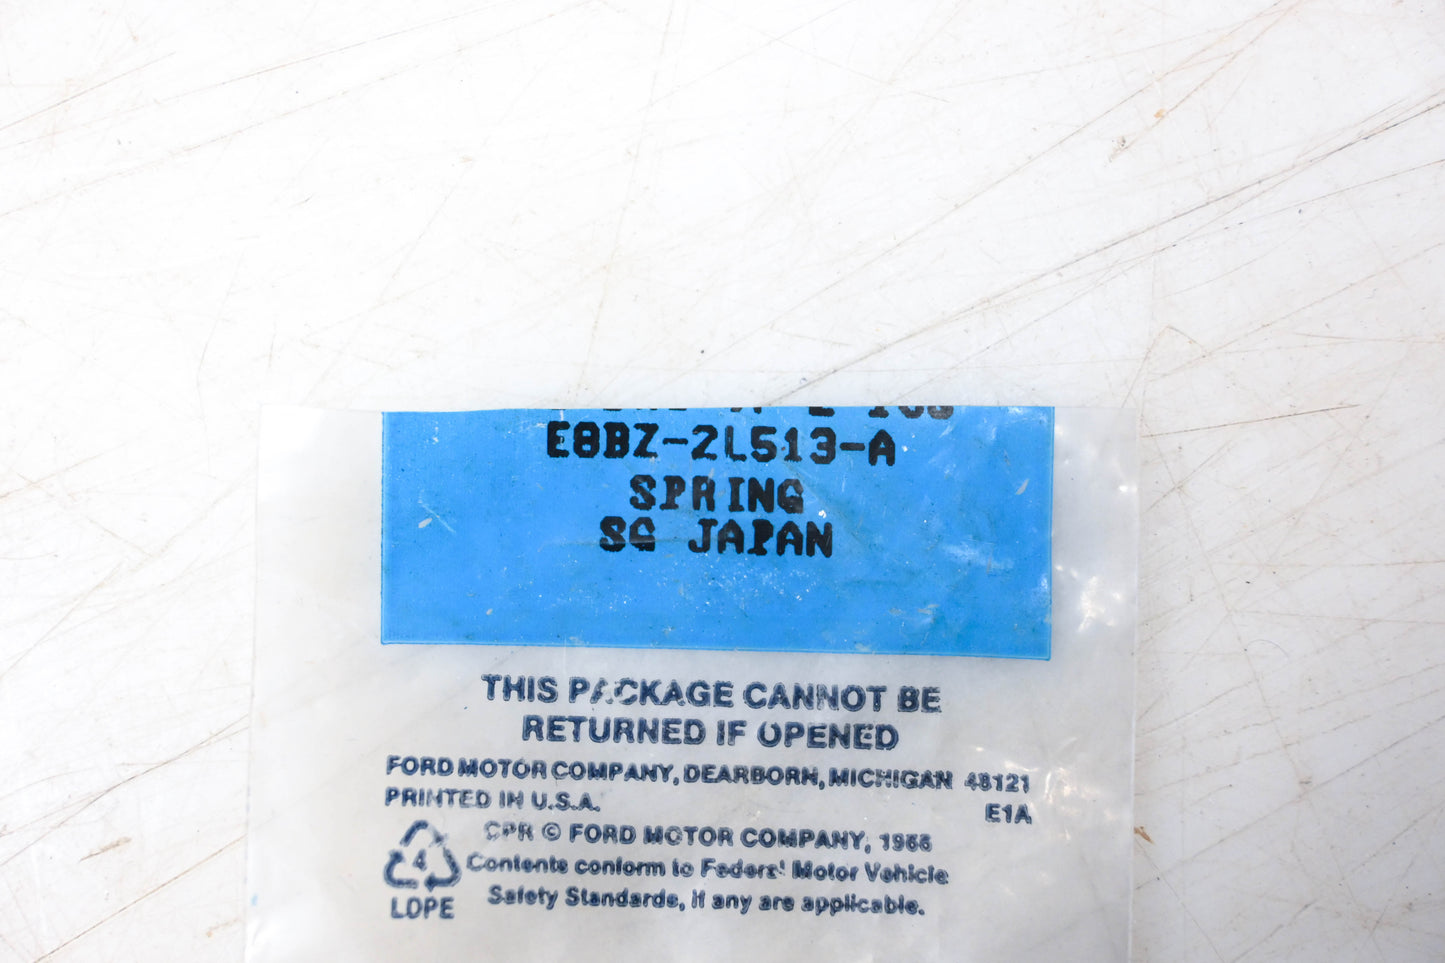 E8BZ-2L513-A
SPRING
SG JAPAN
THIS PACKAGE CANNOT BE
RETURNED IF OPENED
FORD MOTOR COMPANY, DEARBORN, MICHIGAN 48121
PRINTED IN U.S.A. E1A
CPR © FORD MOTOR COMPANY,
4 Contents conform to Federal Motor Vehicle
Safety Standards, if any are applicable.
LDPE